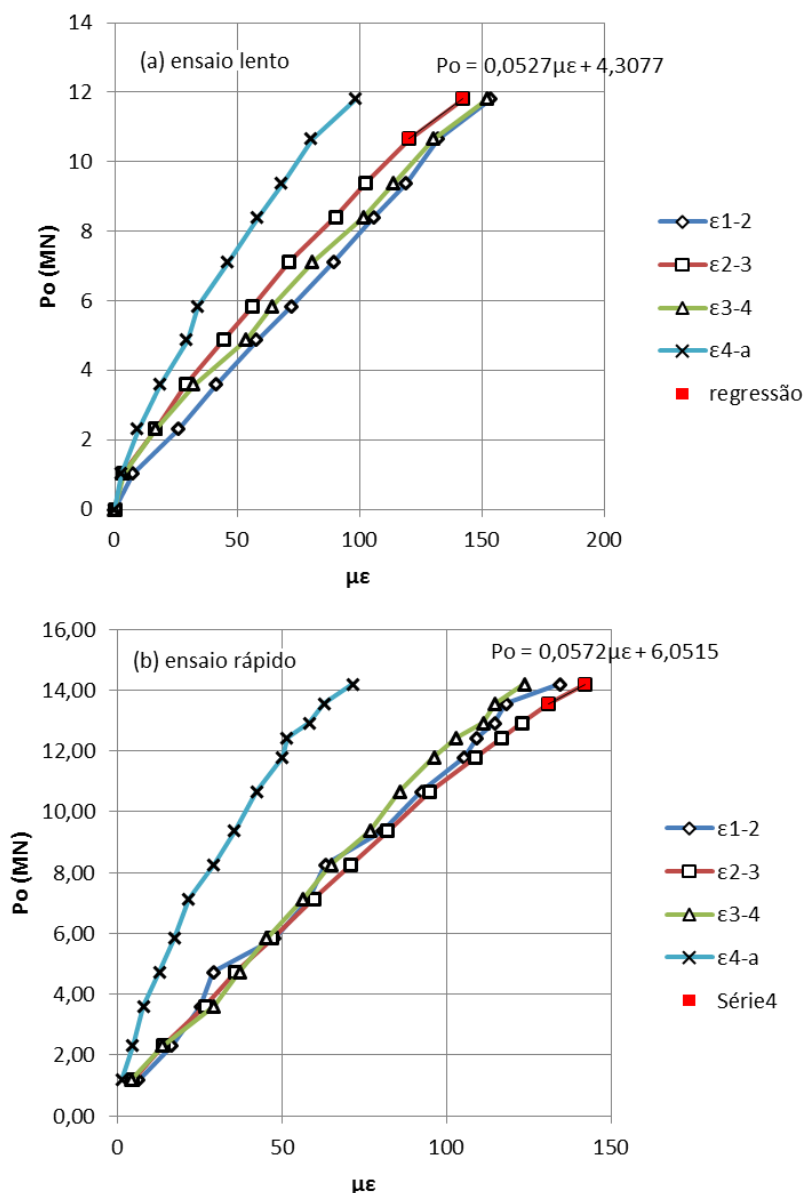 (a) ensaio lento
Po = 0,0527µε + 4,3077
14
12
10
8
6
4
2
0
Po (MN)
0 50 100 150 200
µε
ε1-2
ε2-3
ε3-4
ε4-a
regressão
(b) ensaio rápido
Po = 0,0572µε + 6,0515
16,00
14,00
12,00
10,00
8,00
6,00
4,00
2,00
0,00
Po (MN)
0 50 100 150
µε
ε1-2
ε2-3
ε3-4
ε4-a
Série4